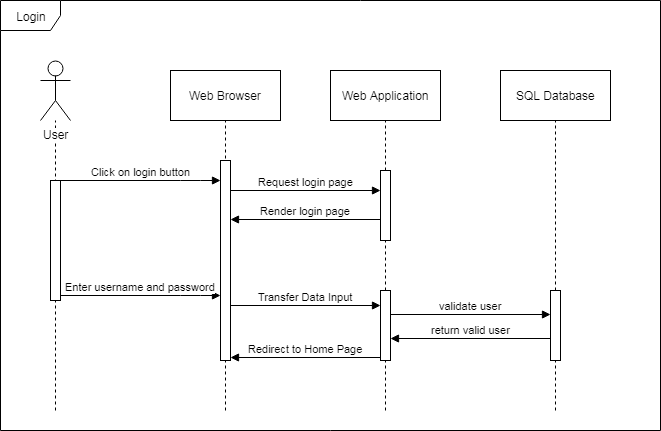 Login
User
Web Browser
Web Application
SQL Database
Click on login button
Request login page
Render login page
Enter username and password
Transfer Data Input
validate user
return valid user
Redirect to Home Page